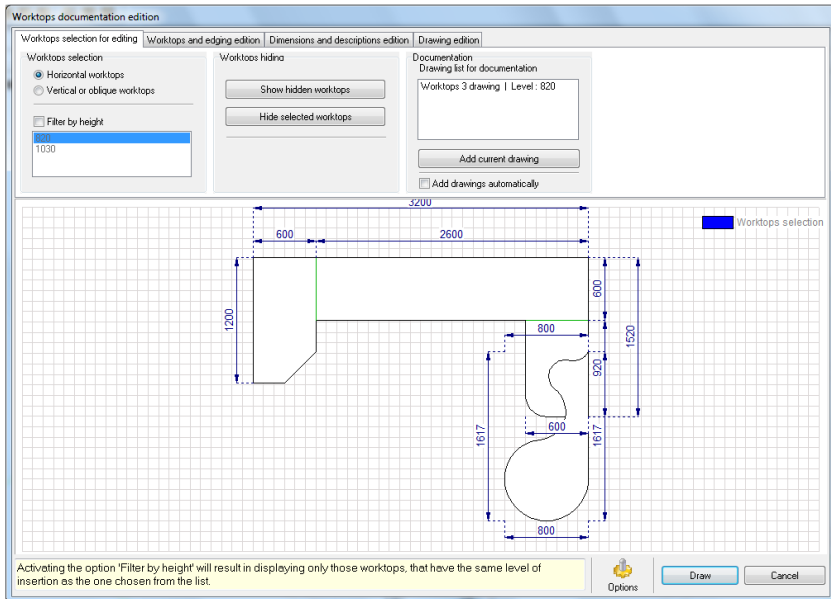 Worktops documentation edition
Worktops selection for editing Worktops and edging edition Dimensions and descriptions edition Drawing edition
Worktops selection
Horizontal worktops
Vertical or oblique worktops
Filter by height
820
1030
Worktops hiding
Show hidden worktops
Hide selected worktops
Documentation
Drawing list for documentation
Worktops 3 drawing | Level : 820
Add current drawing
Add drawings automatically
3200
Worktops selection
600 2600
600
1200
800
1520
920
600
1617 1617
800
Activating the option 'Filter by height' will result in displaying only those worktops, that have the same level of
insertion as the one chosen from the list.
Options
Draw
Cancel